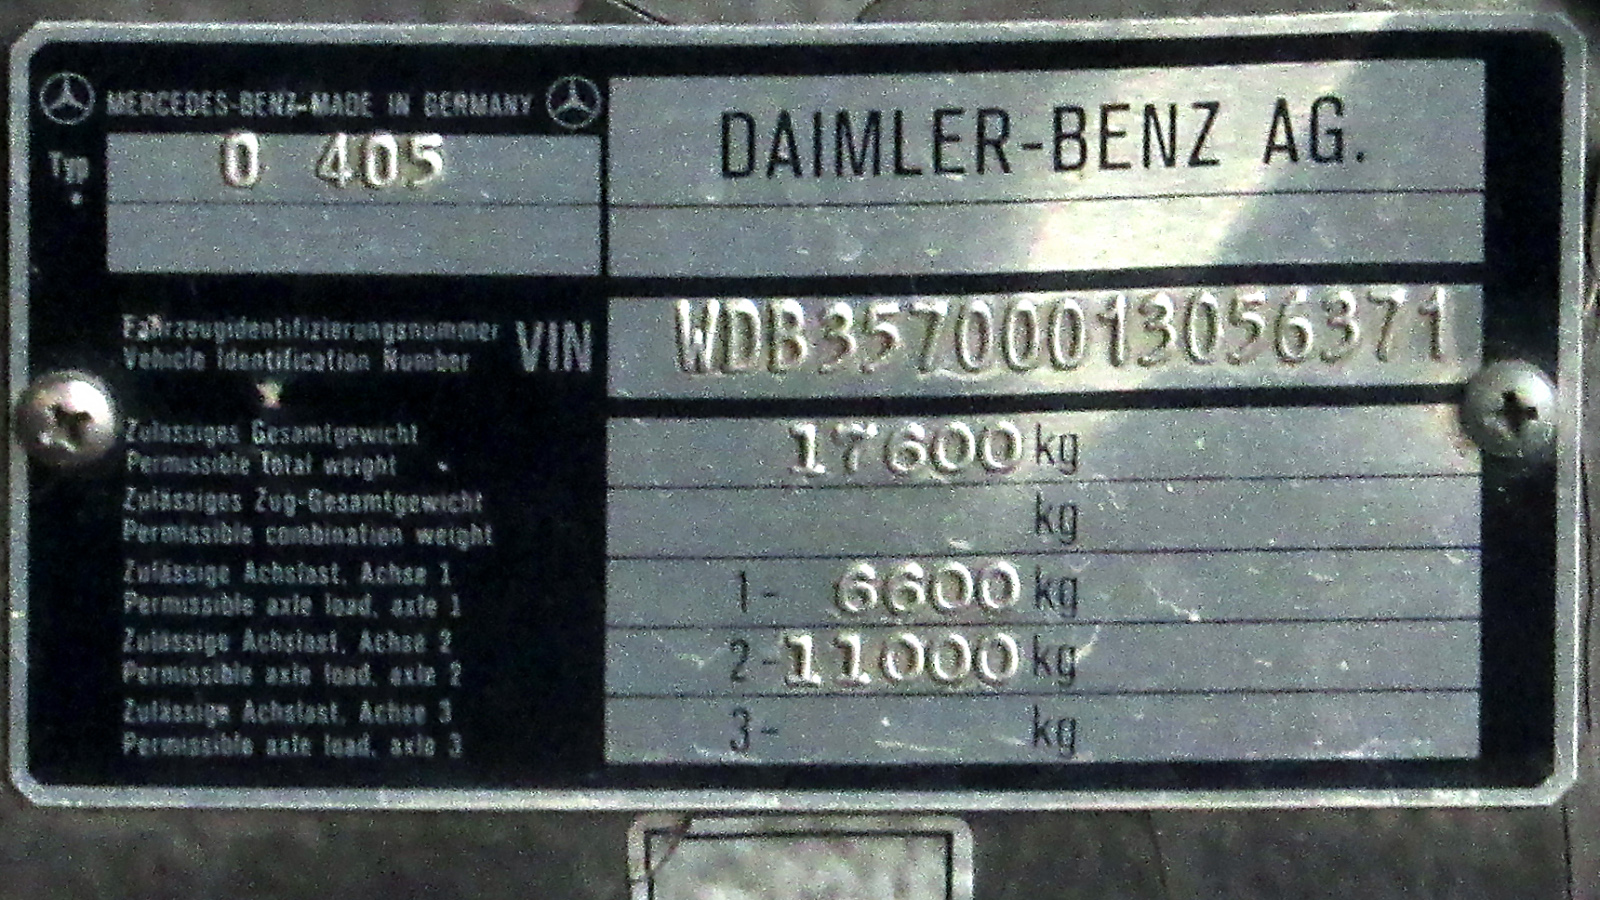 MERCEDES-BENZ-MADE IN GERMANY
Typ
O 405
DAIMLER-BENZ AG.
Fahrzeugidentifizierungsnummer
Vehicle Identification Number
VIN
WDB35700013056371
Zulässiges Gesamtgewicht
Permissible Total weight
17600 kg
Zulässiges Zug-Gesamtgewicht
Permissible combination weight
kg
Zulässige Achslast, Achse 1
Permissible axle load, axle 1
1- 6600 kg
Zulässige Achslast, Achse 2
Permissible axle load, axle 2
2- 11000 kg
Zulässige Achslast, Achse 3
Permissible axle load, axle 3
3- kg